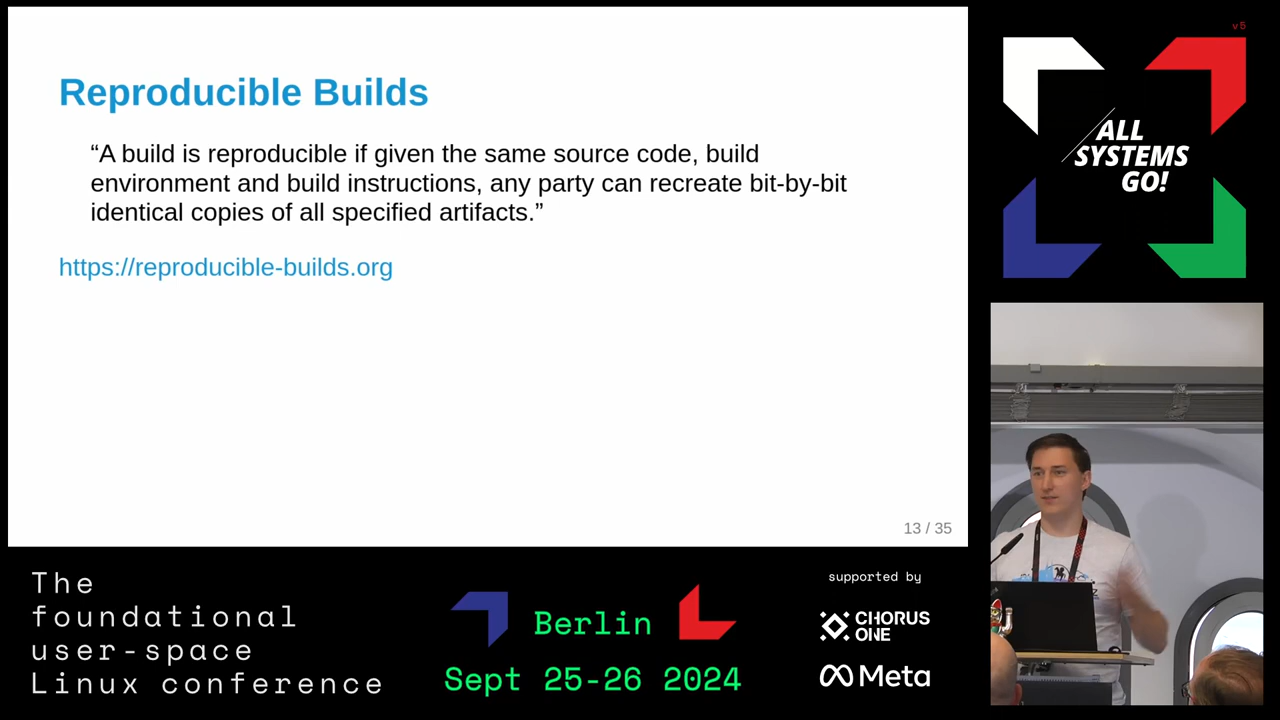 Reproducible Builds
“A build is reproducible if given the same source code, build
environment and build instructions, any party can recreate bit-by-bit
identical copies of all specified artifacts.”
https://reproducible-builds.org
13 / 35
v5
ALL
SYSTEMS
GO!
The
foundational
user-space
Linux conference
Berlin
Sept 25-26 2024
supported by
CHORUS
ONE
Meta